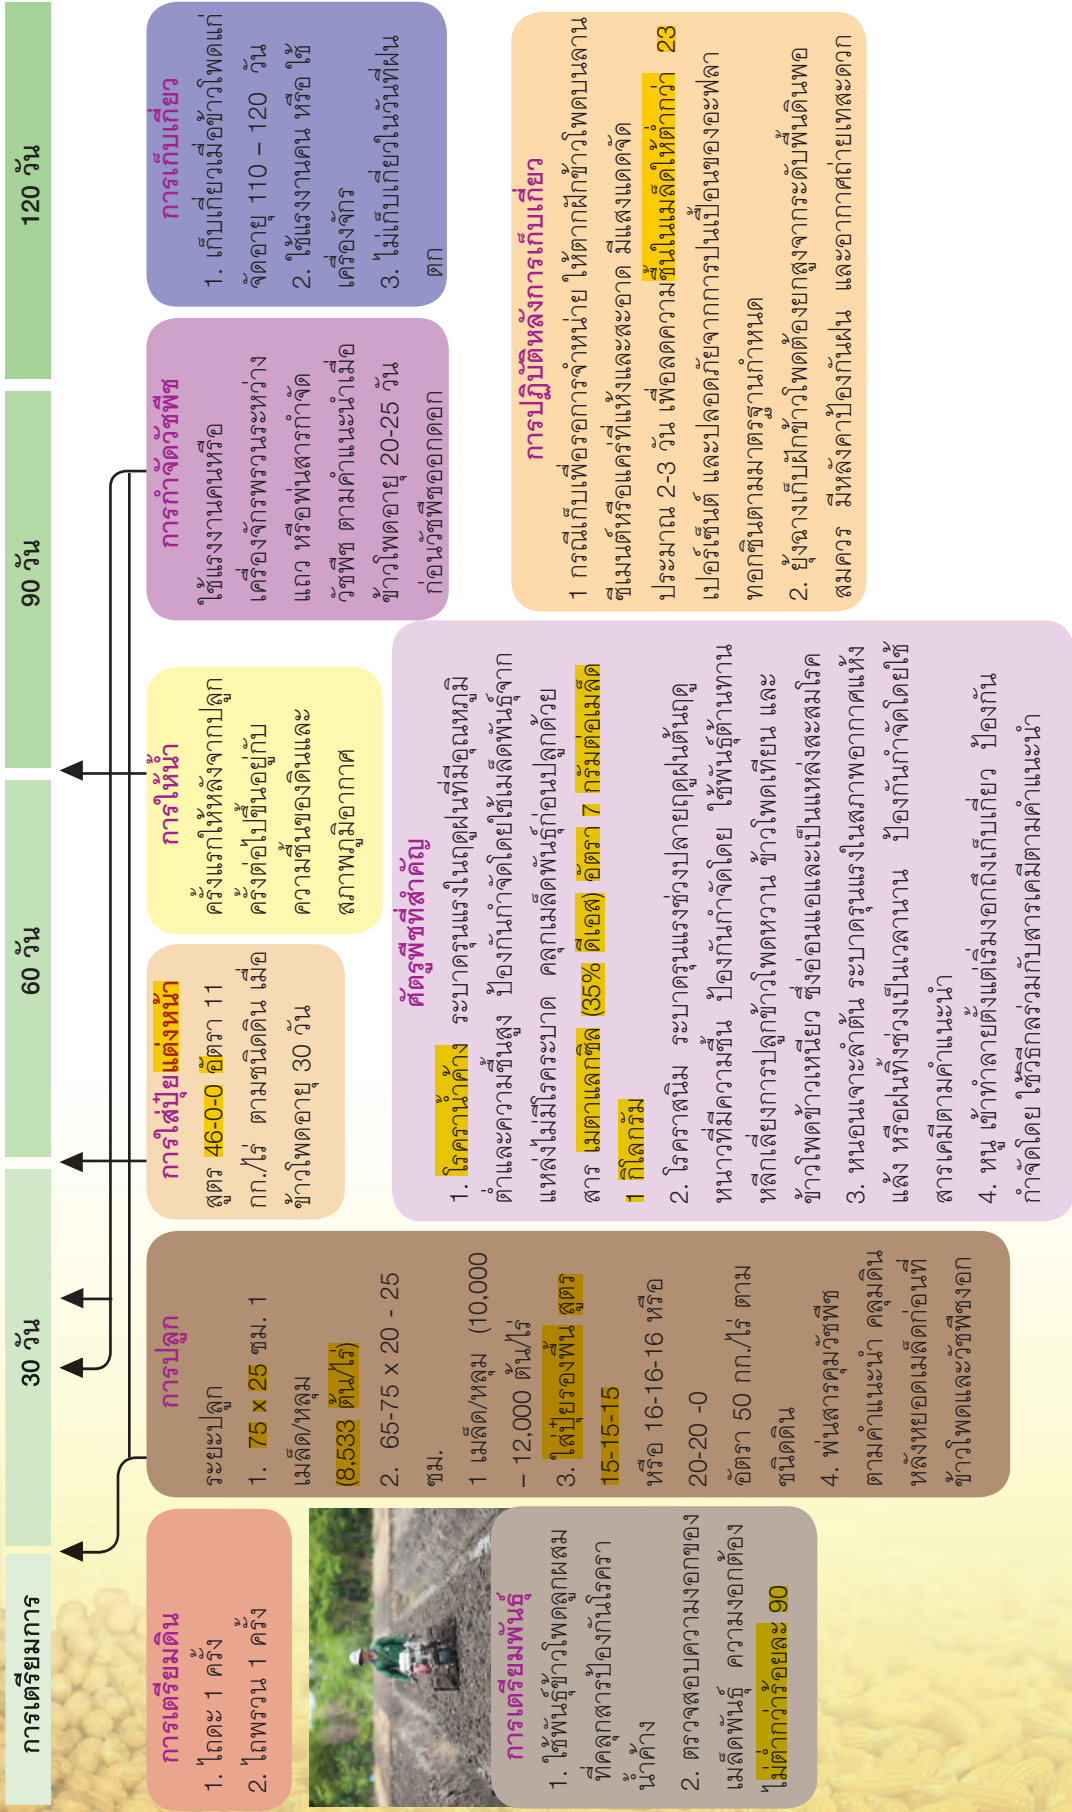 การเตรียมการ
30 วัน
60 วัน
90 วัน
120 วัน
การเตรียมดิน
1. ไถดะ 1 ครั้ง
2. ไถพรวน 1 ครั้ง
การเตรียมพันธุ์
1. ใช้พันธุ์ข้าวโพดลูกผสม
ที่คลุกสารป้องกันโรครา
น้ำค้าง
2. ตรวจสอบความงอกของ
เมล็ดพันธุ์ ความงอกต้อง
ไม่ต่ำกว่าร้อยละ 90
การปลูก
ระยะปลูก
1. 75 x 25 ซม. 1
เมล็ด/หลุม
(8,533 ต้น/ไร่)
2. 65-75 x 20 - 25
ซม.
1 เมล็ด/หลุม (10,000
– 12,000 ต้น/ไร่
3. ใส่ปุ๋ยรองพื้น สูตร
15-15-15
หรือ 16-16-16 หรือ
20-20 -0
อัตรา 50 กก./ไร่ ตาม
ชนิดดิน
4. พ่นสารคุมวัชพืช
ตามคำแนะนำ คลุมดิน
หลังหยอดเมล็ดก่อนที่
ข้าวโพดและวัชพืชงอก
การใส่ปุ๋ยแต่งหน้า
สูตร 46-0-0 อัตรา 11
กก./ไร่ ตามชนิดดิน เมื่อ
ข้าวโพดอายุ 30 วัน
การให้น้ำ
ครั้งแรกให้หลังจากปลูก
ครั้งต่อไปขึ้นอยู่กับ
ความชื้นของดินและ
สภาพภูมิอากาศ
การกำจัดวัชพืช
ใช้แรงงานคนหรือ
เครื่องจักรพรวนระหว่าง
แถว หรือพ่นสารกำจัด
วัชพืช ตามคำแนะนำเมื่อ
ข้าวโพดอายุ 20-25 วัน
ก่อนวัชพืชออกดอก
การเก็บเกี่ยว
1. เก็บเกี่ยวเมื่อข้าวโพดแก่
จัดอายุ 110 – 120 วัน
2. ใช้แรงงานคน หรือ ใช้
เครื่องจักร
3. ไม่เก็บเกี่ยวในวันที่ฝน
ตก
ศัตรูพืชที่สำคัญ
1. โรคราน้ำค้าง ระบาดรุนแรงในฤดูฝนที่มีอุณหภูมิ
ต่ำและความชื้นสูง ป้องกันกำจัดโดยใช้เมล็ดพันธุ์จาก
แหล่งไม่มีโรคระบาด คลุกเมล็ดพันธุ์ก่อนปลูกด้วย
สาร เมตาแลกซิล (35% ดีเอส) อัตรา 7 กรัมต่อเมล็ด
1 กิโลกรัม
2. โรคราสนิม ระบาดรุนแรงช่วงปลายฤดูฝนต้นฤดู
หนาวที่มีความชื้น ป้องกันกำจัดโดย ใช้พันธุ์ต้านทาน
หลีกเลี่ยงการปลูกข้าวโพดหวาน ข้าวโพดเทียน และ
ข้าวโพดข้าวเหนียว ซึ่งอ่อนแอและเป็นแหล่งสะสมโรค
3. หนอนเจาะลำต้น ระบาดรุนแรงในสภาพอากาศแห้ง
แล้ง หรือฝนทิ้งช่วงเป็นเวลานาน ป้องกันกำจัดโดยใช้
สารเคมีตามคำแนะนำ
4. หนู เข้าทำลายตั้งแต่เริ่มงอกถึงเก็บเกี่ยว ป้องกัน
กำจัดโดย ใช้วิธีกลร่วมกับสารเคมีตามคำแนะนำ
การปฏิบัติหลังการเก็บเกี่ยว
1 กรณีเก็บเพื่อรอการจำหน่าย ให้ตากฝักข้าวโพดบนลาน
ซีเมนต์หรือแคร่ที่แห้งและสะอาด มีแสงแดดจัด
ประมาณ 2-3 วัน เพื่อลดความชื้นในเมล็ดให้ต่ำกว่า 23
เปอร์เซ็นต์ และปลอดภัยจากการปนเปื้อนของอะฟลา
ทอกซินตามมาตรฐานกำหนด
2. ยุ้งฉางเก็บฝักข้าวโพดต้องยกสูงจากระดับพื้นดินพอ
สมควร มีหลังคาป้องกันฝน และอากาศถ่ายเทสะดวก